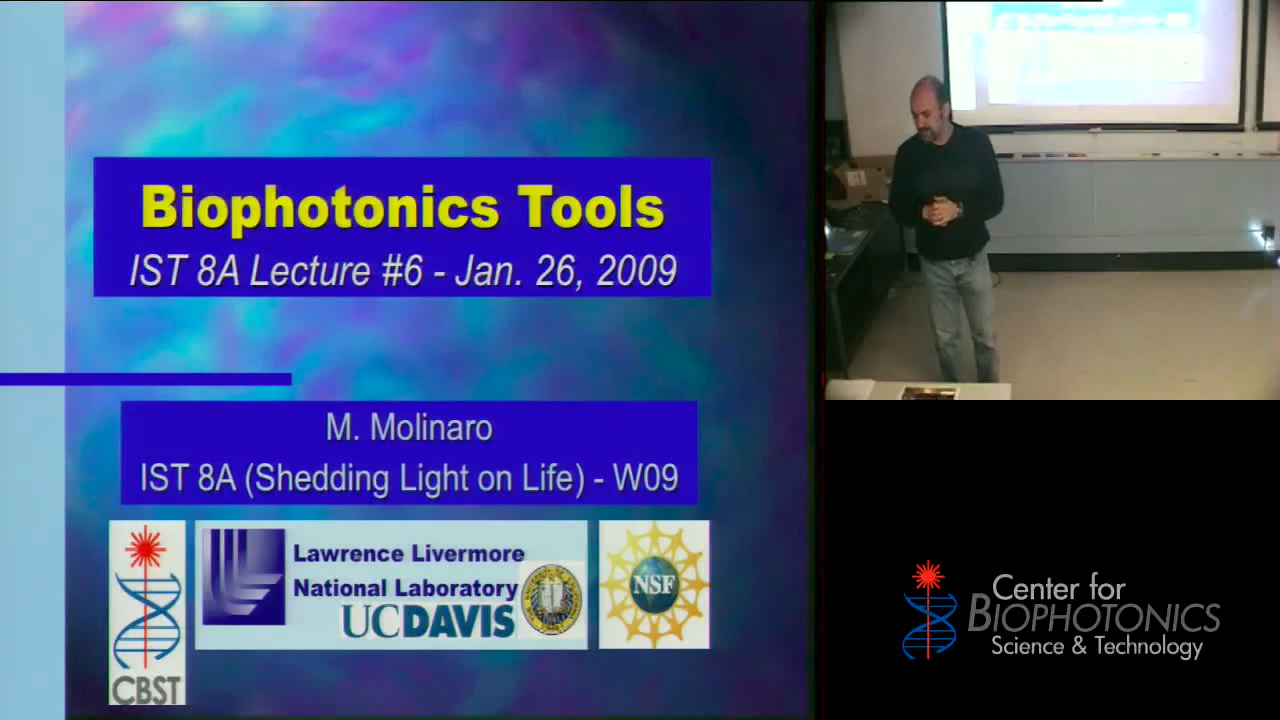 Biophotonics Tools
IST 8A Lecture #6 - Jan. 26, 2009
M. Molinaro
IST 8A (Shedding Light on Life) - W09
CBST
Lawrence Livermore
National Laboratory
UCDAVIS
NSF
Center for
BIOPHOTONICS
Science & Technology